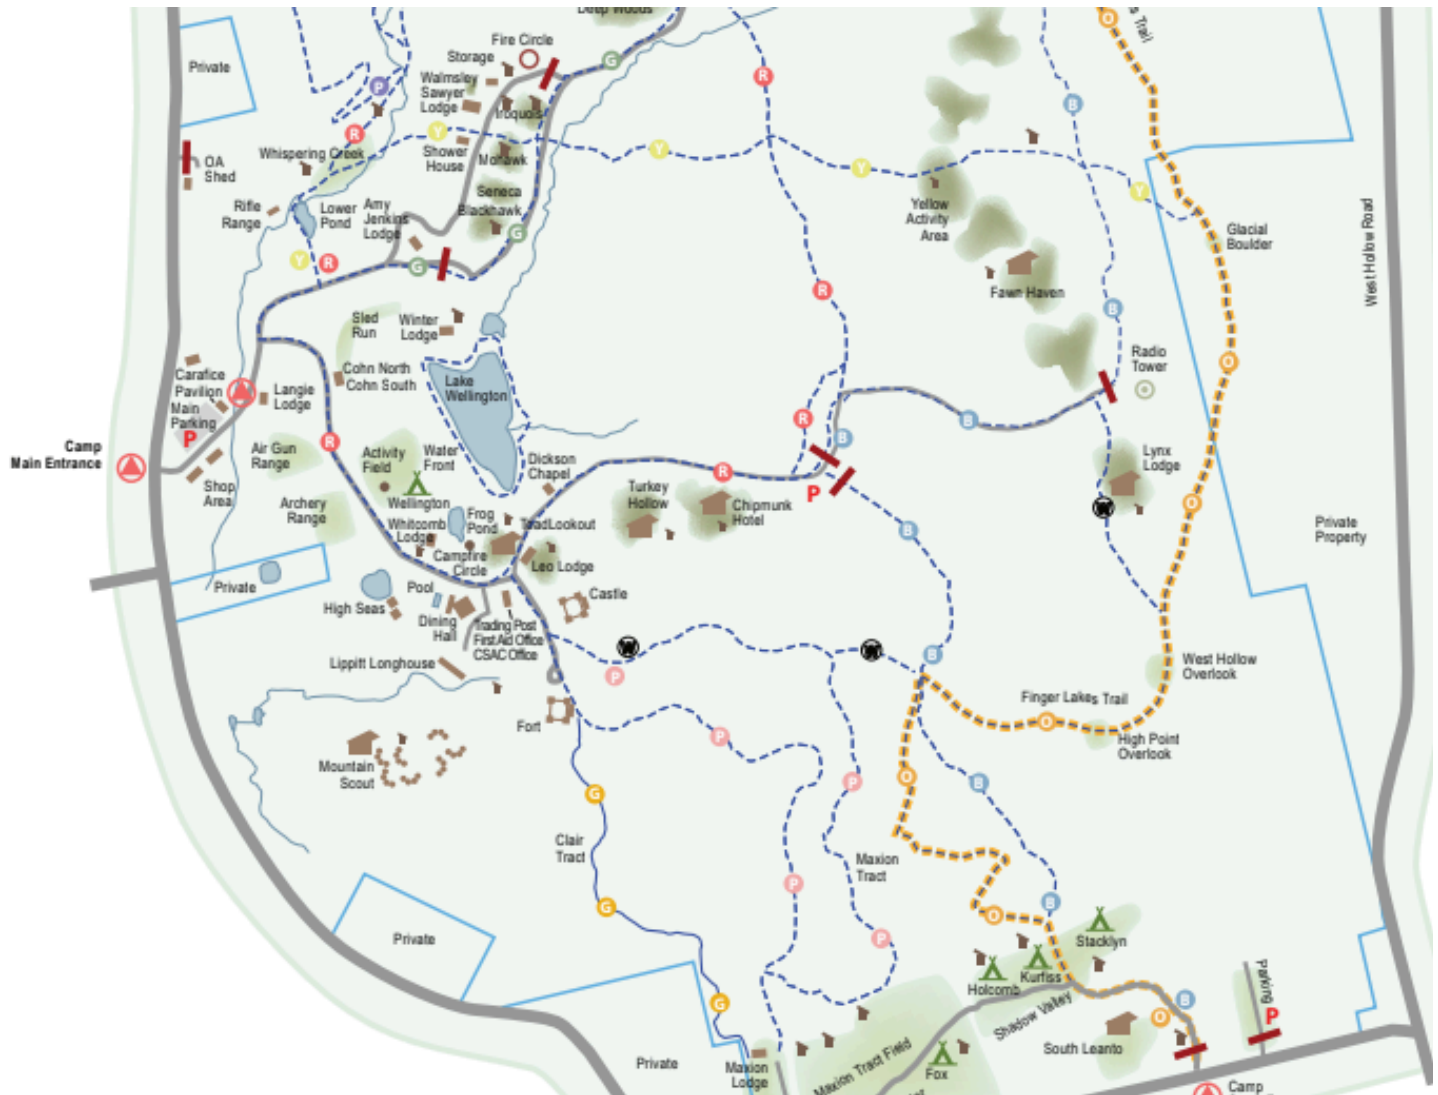 Deep Woods
Fire Circle
Storage
Walmsley
Sawyer
Lodge
Iroquois
Private
P
R
G
R
B
O
Trail
Y
Y
Y
Y
OA
Shed
Whispering Creek
Shower
House
Mohawk
Seneca
Blackhawk
Rifle
Range
Lower
Pond
Amy
Jenkins
Lodge
Yellow
Activity
Area
Glacial
Boulder
West Hollow Road
G
Y
R
G
Fawn Haven
R
B
Sled
Run
Winter
Lodge
Radio
Tower
O
Cohn North
Cohn South
Lake
Wellington
Carafice
Pavilion
Main
Parking
P
Langie
Lodge
R
B
B
Camp
Main Entrance
R
Air Gun
Range
Activity
Field
Water
Front
Dickson
Chapel
R
P
Lynx
Lodge
Shop
Area
Archery
Range
Wellington
Whitcomb
Lodge
Frog
Pond
Toad Lookout
Turkey
Hollow
Chipmunk
Hotel
W
O
B
Private
Property
Campfire
Circle
Leo Lodge
Private
Pool
High Seas
Dining
Hall
Castle
Trading Post
First Aid Office
CSAC Office
W
W
B
P
Lippitt Longhouse
West Hollow
Overlook
Finger Lakes Trail
O
Fort
P
High Point
Overlook
Mountain
Scout
G
P
O
B
Clair
Tract
Maxion
Tract
P
G
B
O
Private
P
Stacklyn
Kurfiss
Holcomb
Shadow Valley
Parking
G
B
O
P
South Leanto
Private
Maxion
Lodge
Maxion Tract Field
Fox
Camp